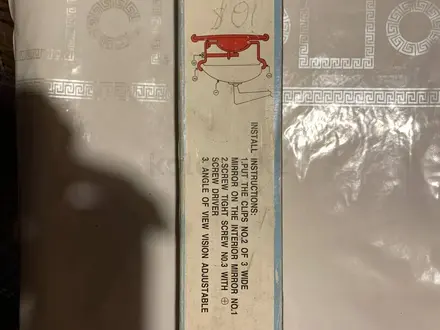 INSTALL INSTRUCTIONS:
1.PUT THE CLIPS NO.2 OF 3 WIDE
MIRROR ON THE INTERIOR MIRROR NO.1
2.SCREW TIGHT SCREW NO.3 WITH ⊕
SCREW DRIVER
3. ANGLE OF VIEW VISION ADJUSTABLE